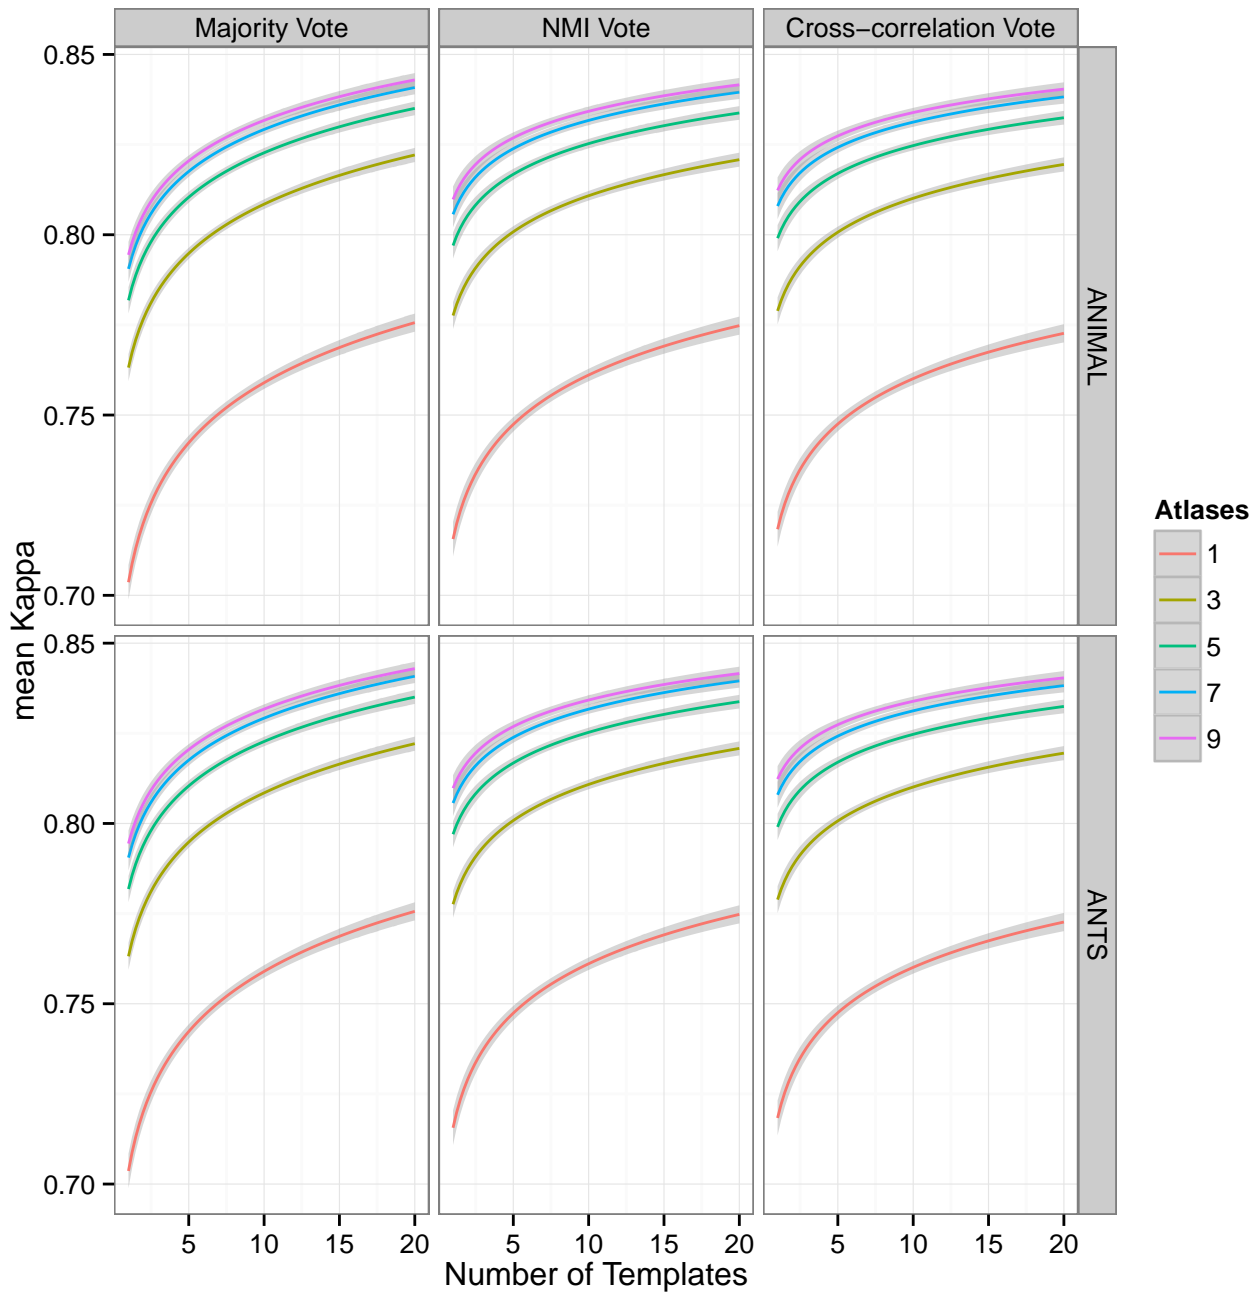 Majority Vote
NMI Vote
Cross−correlation Vote
0.85
0.80
0.75
0.70
ANIMAL
mean Kappa
0.85
0.80
0.75
0.70
ANTS
5 10 15 20
5 10 15 20
5 10 15 20
Number of Templates
Atlases
1
3
5
7
9